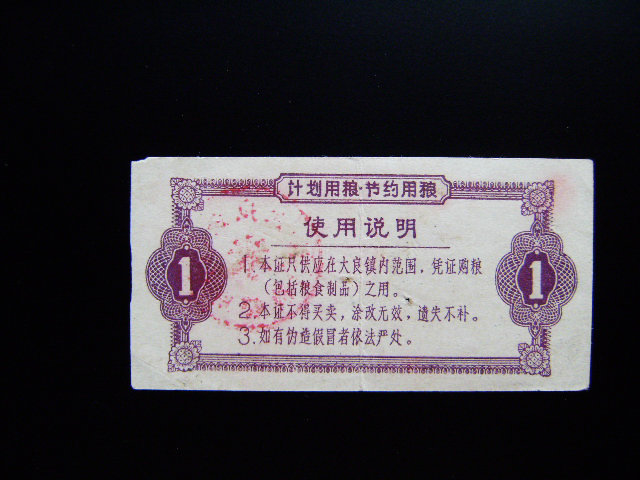 计划用粮·节约用粮
使用说明
1. 本证只供应在大良镇内范围，凭证购粮
（包括粮食制品）之用。
2. 本证不得买卖，涂改无效，遗失不补。
3. 如有伪造假冒者依法严处。
1
1